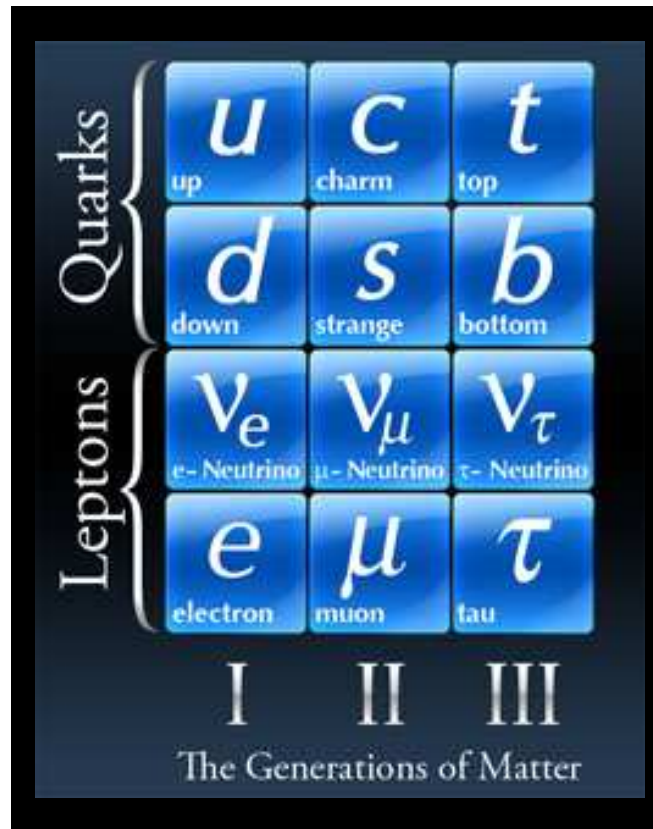 Quarks
u c t
up charm top
d s b
down strange bottom
Leptons
νe νμ ντ
e- Neutrino μ- Neutrino τ- Neutrino
e μ τ
electron muon tau
I II III
The Generations of Matter